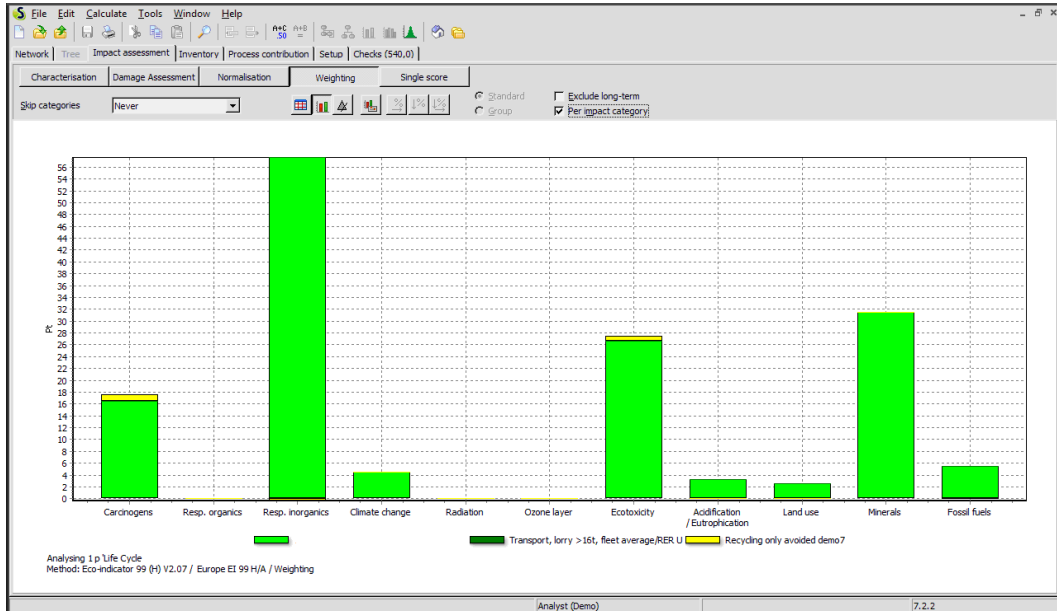 File Edit Calculate Tools Window Help
A+C .SO A+B =
Network Tree Impact assessment Inventory Process contribution Setup Checks (540,0)
Characterisation Damage Assessment Normalisation Weighting Single score
Skip categories Never Standard Group Exclude long-term Per impact category
Pt
56
54
52
50
48
46
44
42
40
38
36
34
32
30
28
26
24
22
20
18
16
14
12
10
8
6
4
2
0
Carcinogens Resp. organics Resp. inorganics Climate change Radiation Ozone layer Ecotoxicity Acidification / Eutrophication Land use Minerals Fossil fuels
Transport, lorry >16t, fleet average/RER U Recycling only avoided demo7
Analysing 1 p 'Life Cycle
Method: Eco-indicator 99 (H) V2.07 / Europe EI 99 H/A / Weighting
Analyst (Demo) 7.2.2